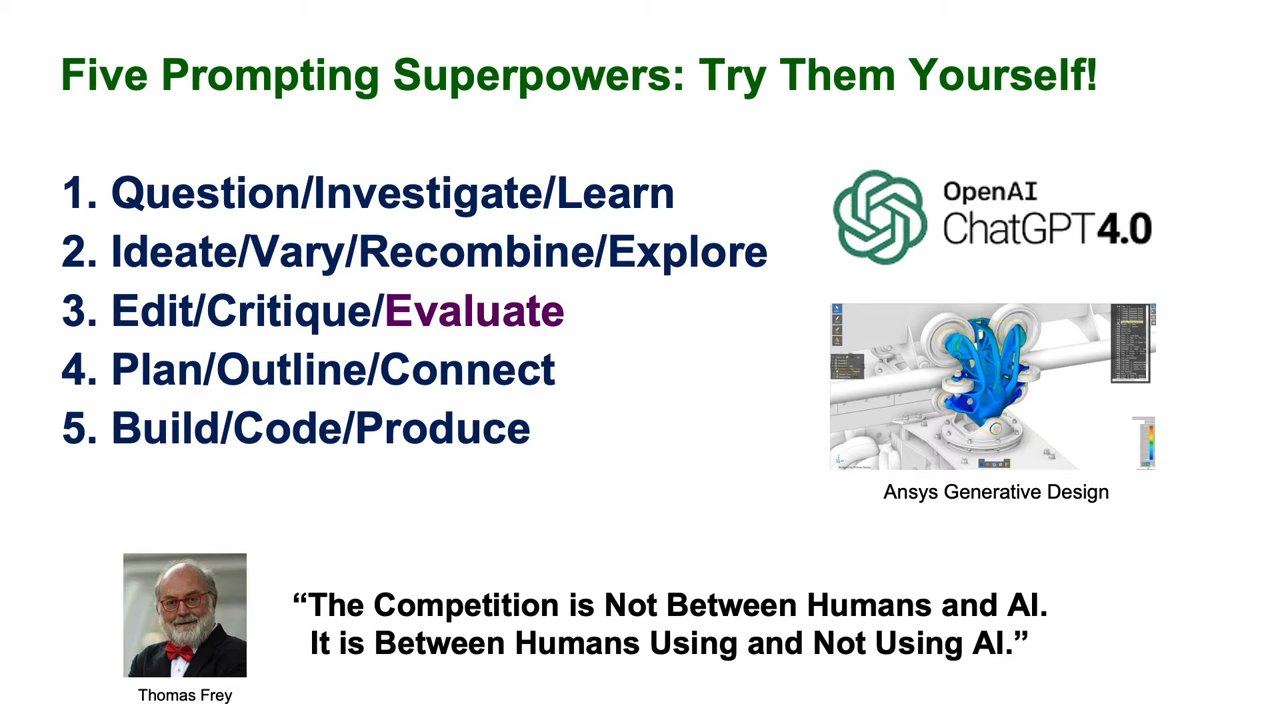 Five Prompting Superpowers: Try Them Yourself!
1. Question/Investigate/Learn
2. Ideate/Vary/Recombine/Explore
3. Edit/Critique/Evaluate
4. Plan/Outline/Connect
5. Build/Code/Produce
OpenAI
ChatGPT 4.0
Ansys Generative Design
“The Competition is Not Between Humans and AI.
It is Between Humans Using and Not Using AI.”
Thomas Frey